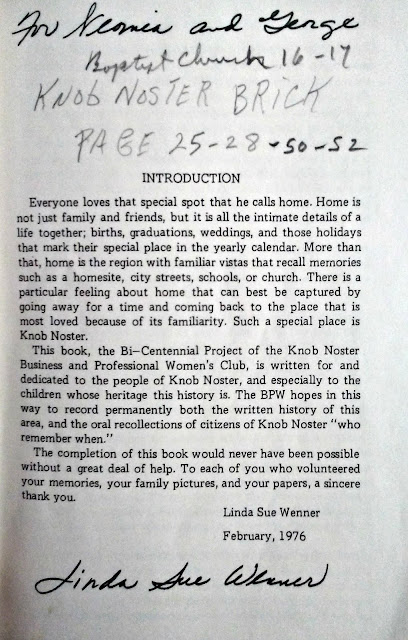 For Neomia and George
Baptist Church 16-17
KNOB NOSTER BRICK
PAGE 25-28-50-52
INTRODUCTION
Everyone loves that special spot that he calls home. Home is
not just family and friends, but it is all the intimate details of a
life together; births, graduations, weddings, and those holidays
that mark their special place in the yearly calendar. More than
that, home is the region with familiar vistas that recall memories
such as a homesite, city streets, schools, or church. There is a
particular feeling about home that can best be captured by
going away for a time and coming back to the place that is
most loved because of its familiarity. Such a special place is
Knob Noster.
This book, the Bi-Centennial Project of the Knob Noster
Business and Professional Women's Club, is written for and
dedicated to the people of Knob Noster, and especially to the
children whose heritage this history is. The BPW hopes in this
way to record permanently both the written history of this
area, and the oral recollections of citizens of Knob Noster "who
remember when."
The completion of this book would never have been possible
without a great deal of help. To each of you who volunteered
your memories, your family pictures, and your papers, a sincere
thank you.
Linda Sue Wenner
February, 1976
Linda Sue Wenner